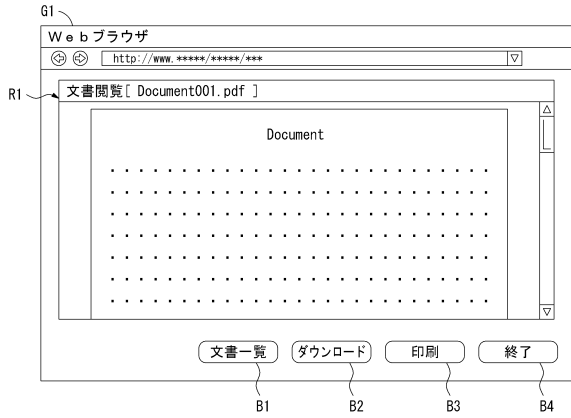 G1
Ｗｅｂブラウザ
http://www.*****/*****/***
R1
文書閲覧[ Document001.pdf ]
Document
文書一覧 ダウンロード 印刷 終了
B1 B2 B3 B4